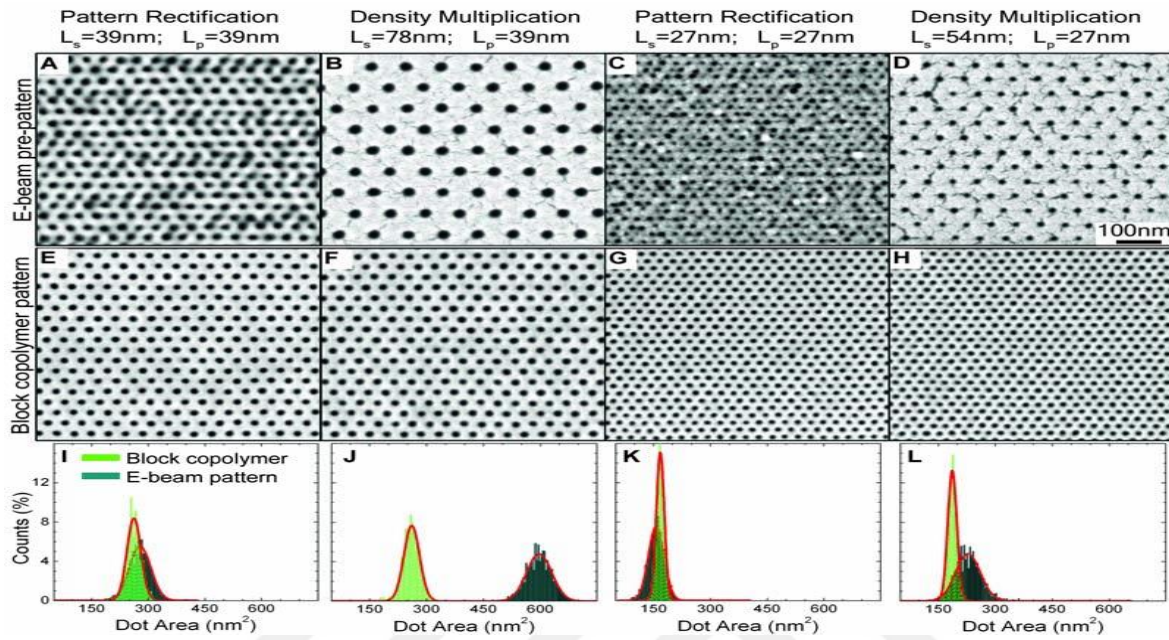 Pattern Rectification
Lₛ=39nm; Lₚ=39nm
Density Multiplication
Lₛ=78nm; Lₚ=39nm
Pattern Rectification
Lₛ=27nm; Lₚ=27nm
Density Multiplication
Lₛ=54nm; Lₚ=27nm
E-beam pre-pattern
A
B
C
D
100nm
Block copolymer pattern
E
F
G
H
Counts (%)
12
8
4
0
I
Block copolymer
E-beam pattern
J
K
L
150 300 450 600
150 300 450 600
150 300 450 600
150 300 450 600
Dot Area (nm²)
Dot Area (nm²)
Dot Area (nm²)
Dot Area (nm²)